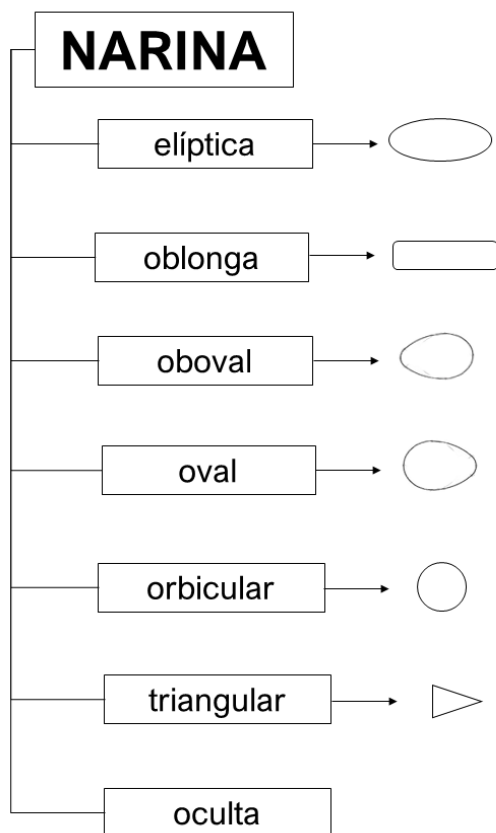 NARINA
elíptica
oblonga
oboval
oval
orbicular
triangular
oculta